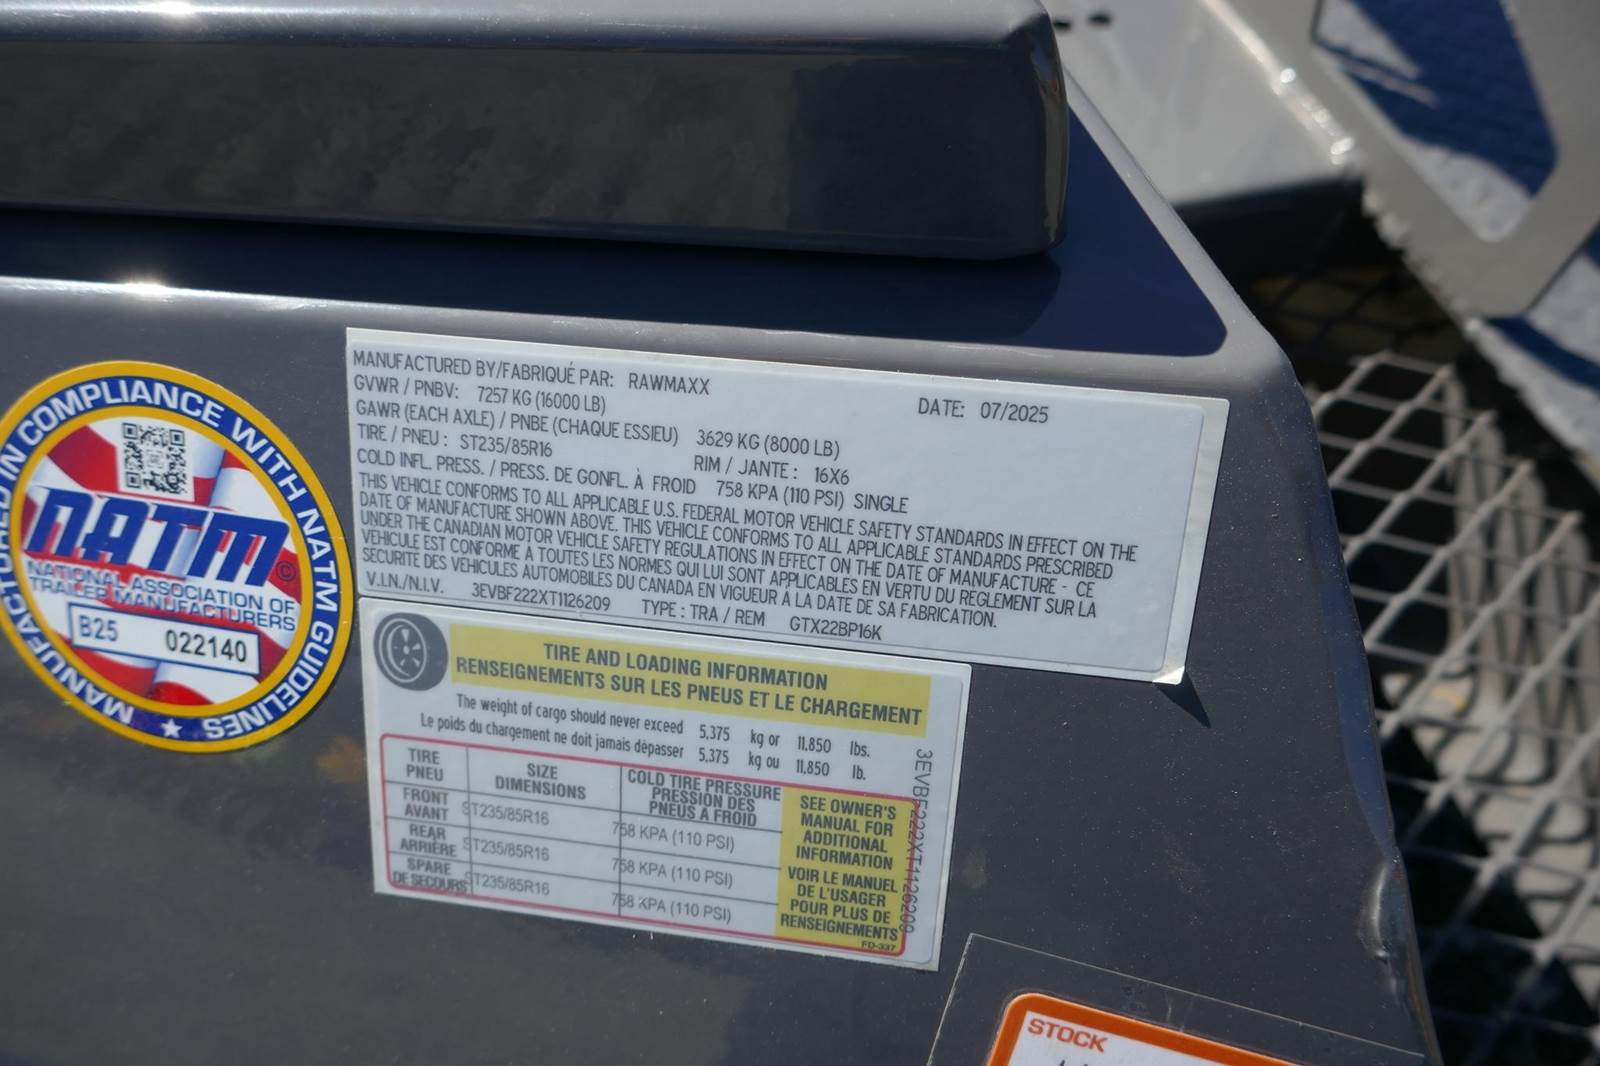 MANUFACTURED IN COMPLIANCE WITH NATM GUIDELINES
NATM ©
NATIONAL ASSOCIATION OF
TRAILER MANUFACTURERS
B25 022140
MANUFACTURED BY/FABRIQUÉ PAR: RAWMAXX DATE: 07/2025
GVWR / PNBV: 7257 KG (16000 LB)
GAWR (EACH AXLE) / PNBE (CHAQUE ESSIEU) 3629 KG (8000 LB)
TIRE / PNEU : ST235/85R16 RIM / JANTE : 16X6
COLD INFL. PRESS. / PRESS. DE GONFL. À FROID 758 KPA (110 PSI) SINGLE
THIS VEHICLE CONFORMS TO ALL APPLICABLE U.S. FEDERAL MOTOR VEHICLE SAFETY STANDARDS IN EFFECT ON THE
DATE OF MANUFACTURE SHOWN ABOVE. THIS VEHICLE CONFORMS TO ALL APPLICABLE STANDARDS PRESCRIBED
UNDER THE CANADIAN MOTOR VEHICLE SAFETY REGULATIONS IN EFFECT ON THE DATE OF MANUFACTURE - CE
VEHICULE EST CONFORME À TOUTES LES NORMES QUI LUI SONT APPLICABLES EN VERTU DU REGLEMENT SUR LA
SECURITE DES VÉHICULES AUTOMOBILES DU CANADA EN VIGUEUR À LA DATE DE SA FABRICATION.
V.I.N./N.I.V. 3EVBF222XT1126209 TYPE : TRA / REM GTX22BP16K
TIRE AND LOADING INFORMATION
RENSEIGNEMENTS SUR LES PNEUS ET LE CHARGEMENT
The weight of cargo should never exceed 5,375 kg or 11,850 lbs.
Le poids du chargement ne doit jamais dépasser 5,375 kg ou 11,850 lb.
TIRE
PNEU
SIZE
DIMENSIONS
COLD TIRE PRESSURE
PRESSION DES
PNEUS A FROID
FRONT
AVANT
ST235/85R16
758 KPA (110 PSI)
REAR
ARRIÈRE
ST235/85R16
758 KPA (110 PSI)
SPARE
DE SECOURS
ST235/85R16
758 KPA (110 PSI)
SEE OWNER'S
MANUAL FOR
ADDITIONAL
INFORMATION
VOIR LE MANUEL
DE L'USAGER
POUR PLUS DE
RENSEIGNEMENTS
FD-337
3EVBF222XT1126209
STOCK